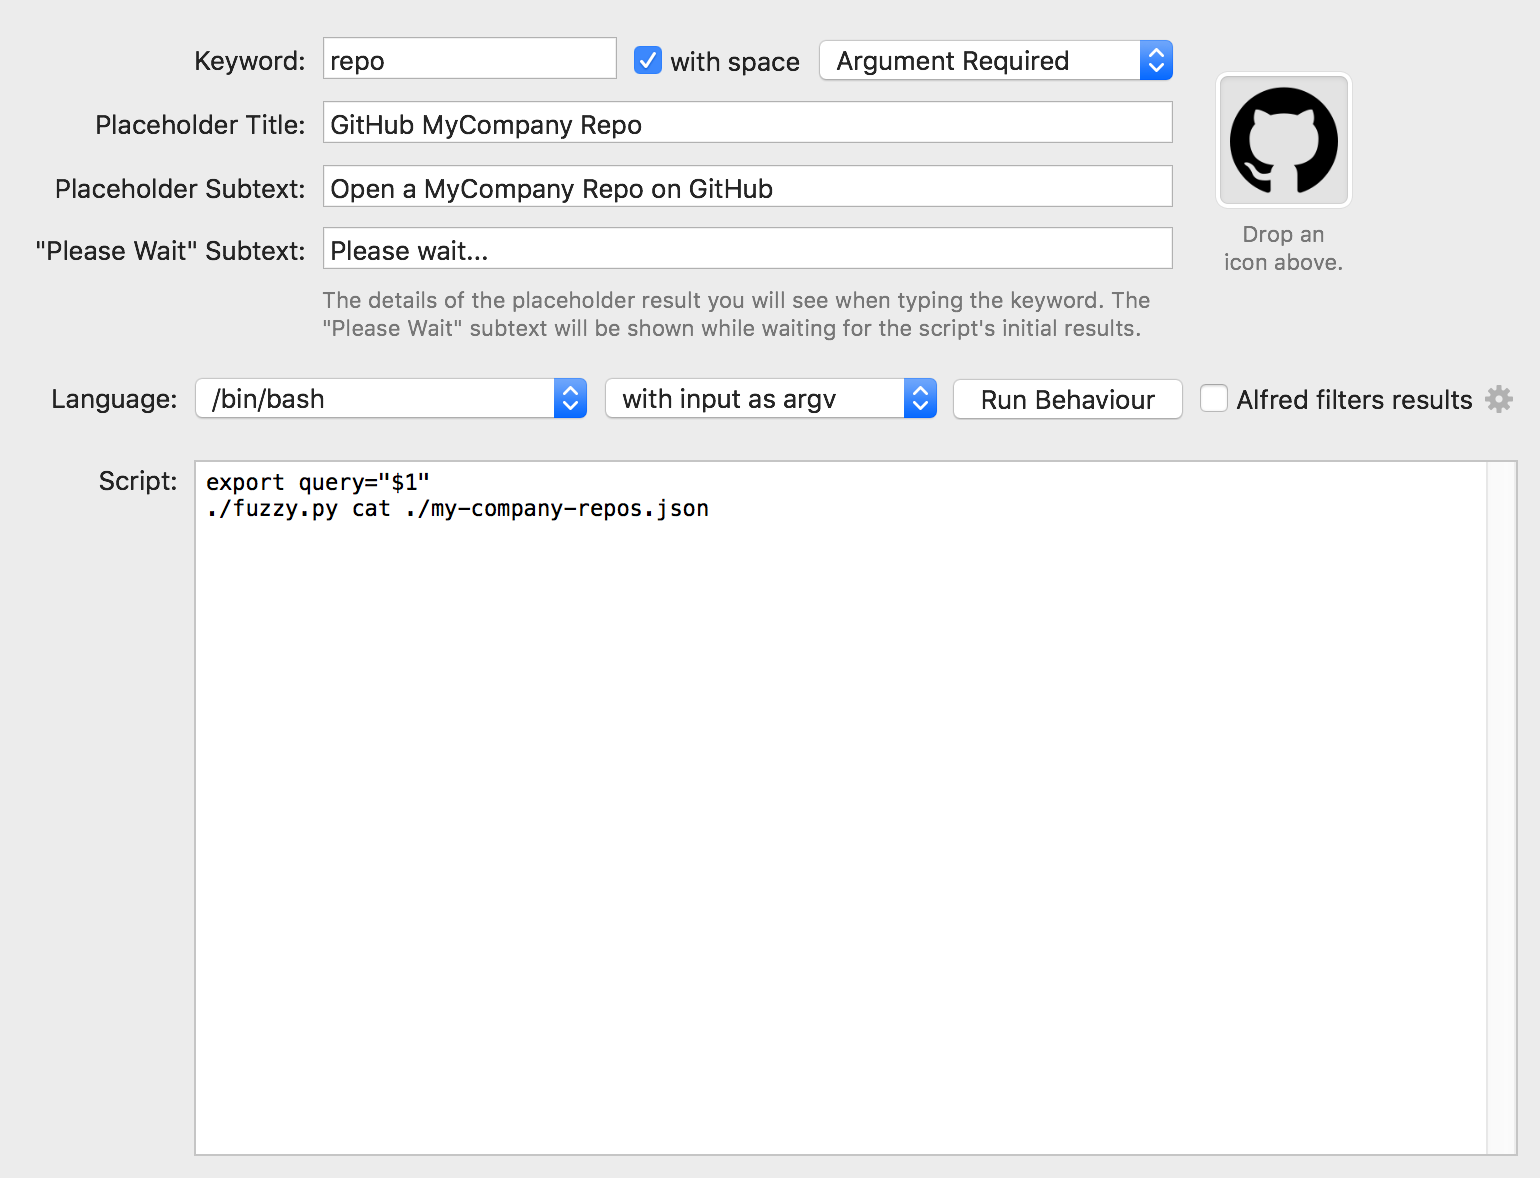 Keyword: repo with space Argument Required
Placeholder Title: GitHub MyCompany Repo
Placeholder Subtext: Open a MyCompany Repo on GitHub
"Please Wait" Subtext: Please wait...
Drop an
icon above.
The details of the placeholder result you will see when typing the keyword. The
"Please Wait" subtext will be shown while waiting for the script's initial results.
Language: /bin/bash with input as argv Run Behaviour Alfred filters results
Script: export query="$1"
./fuzzy.py cat ./my-company-repos.json